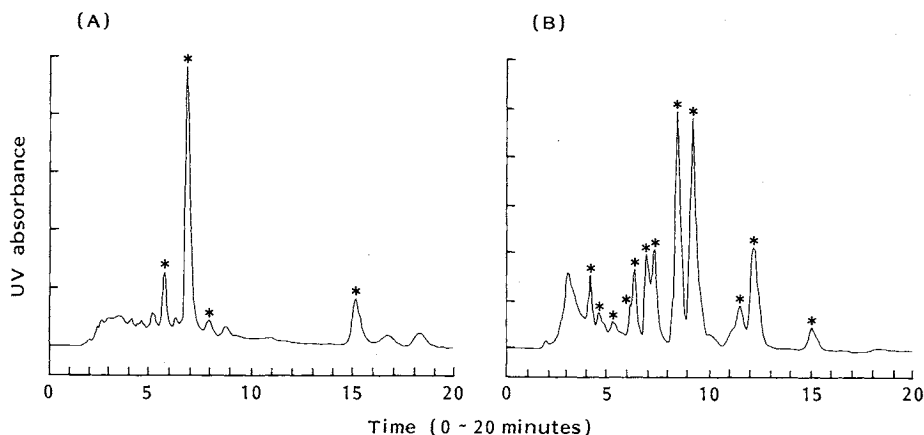 (A)
(B)
UV absorbance
* * * *
* * * * * * * * * * * *
0 5 10 15 20
0 5 10 15 20
Time (0 ~ 20 minutes)